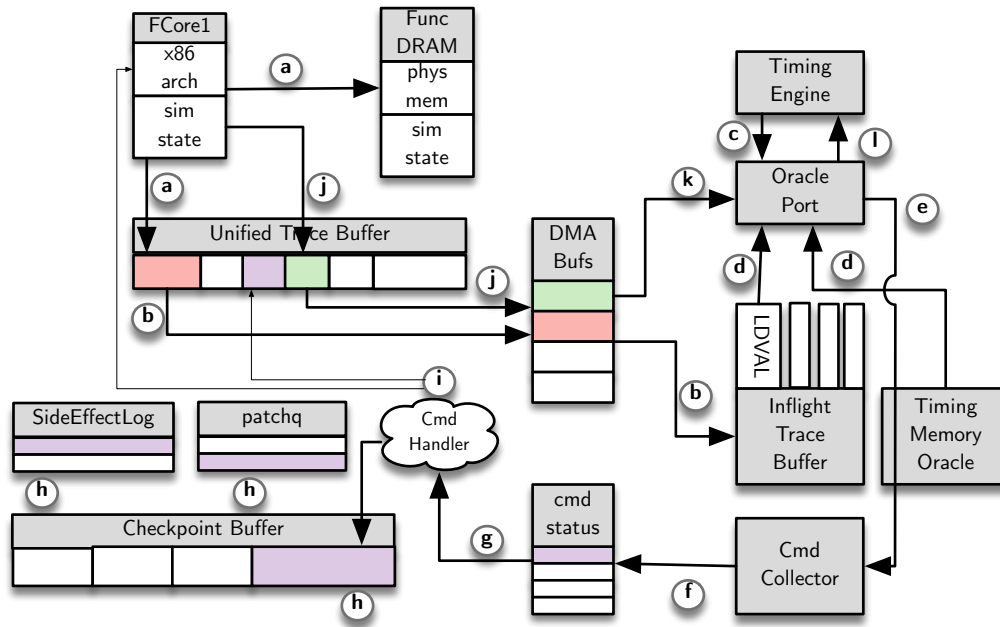 FCore1
x86
arch
sim
state
a
Func
DRAM
phys
mem
sim
state
Timing
Engine
c
l
a
j
k
Oracle
Port
e
Unified Trace Buffer
DMA
Bufs
d
d
j
b
LDVAL
i
b
SideEffectLog
patchq
Cmd
Handler
Inflight
Trace
Buffer
Timing
Memory
Oracle
h
h
cmd
status
Checkpoint Buffer
g
Cmd
Collector
f
h